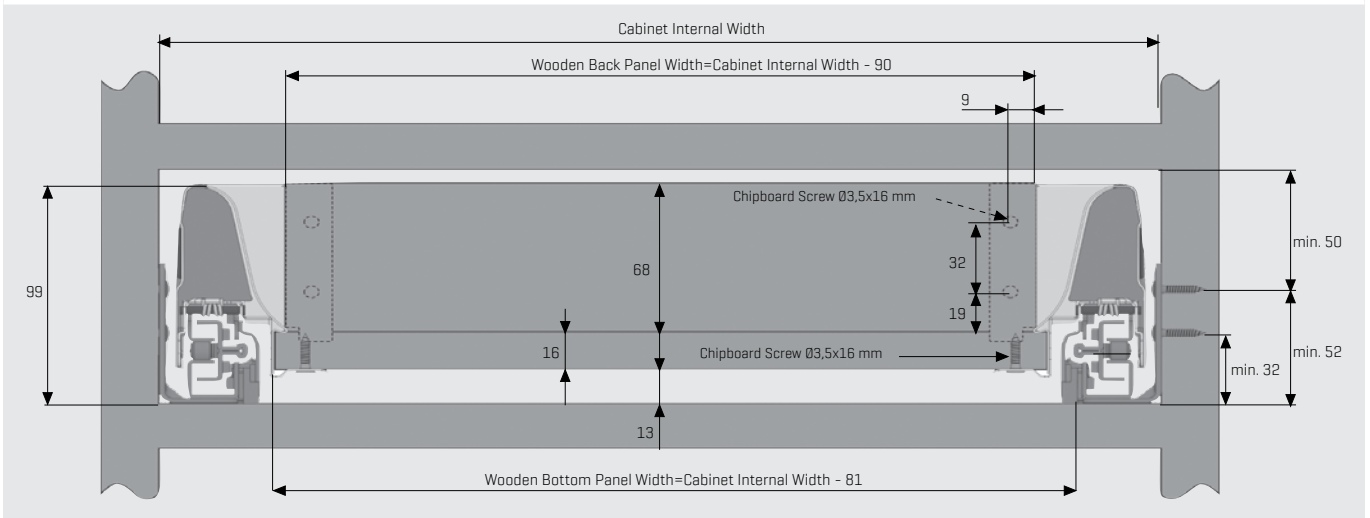 Cabinet Internal Width
Wooden Back Panel Width=Cabinet Internal Width - 90
9
Chipboard Screw Ø3,5x16 mm
min. 50
68
32
99
19
16
Chipboard Screw Ø3,5x16 mm
min. 52
min. 32
13
Wooden Bottom Panel Width=Cabinet Internal Width - 81